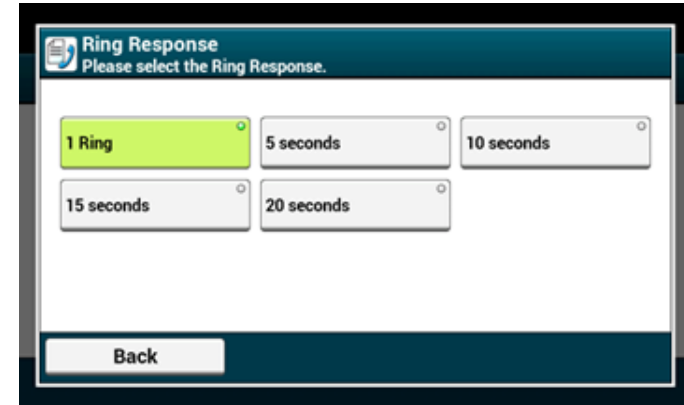 Ring Response
Please select the Ring Response.
1 Ring
5 seconds
10 seconds
15 seconds
20 seconds
Back